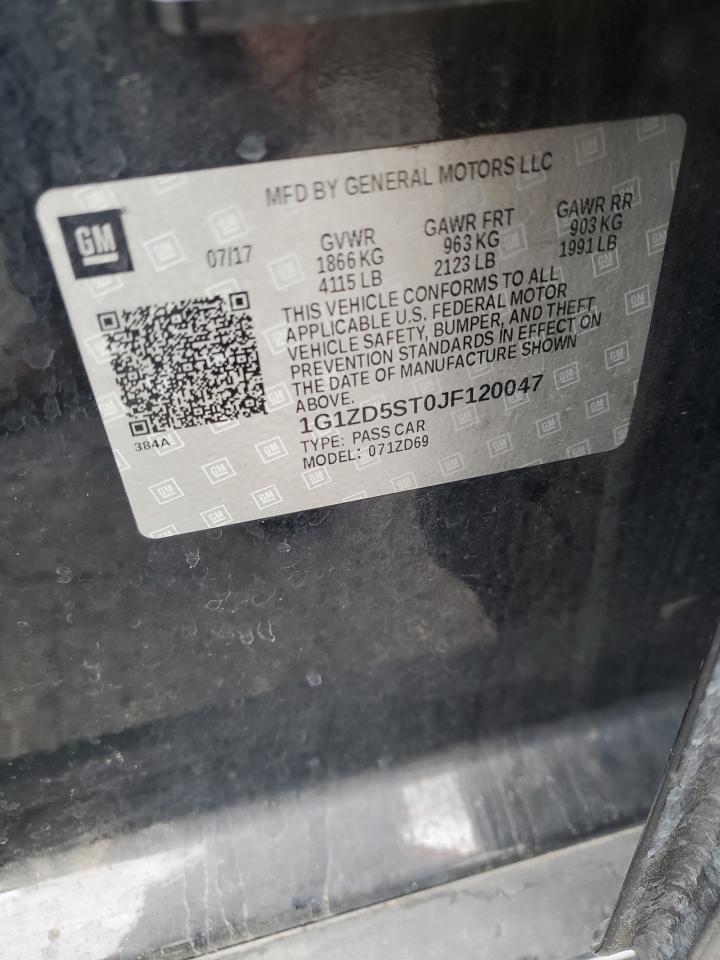 MFD BY GENERAL MOTORS LLC
GM
07/17
GVWR
1866 KG
4115 LB
GAWR FRT
963 KG
2123 LB
GAWR RR
903 KG
1991 LB
THIS VEHICLE CONFORMS TO ALL
APPLICABLE U.S. FEDERAL MOTOR
VEHICLE SAFETY, BUMPER, AND THEFT
PREVENTION STANDARDS IN EFFECT ON
THE DATE OF MANUFACTURE SHOWN
ABOVE.
1G1ZD5ST0JF120047
TYPE: PASS CAR
MODEL: 071ZD69
384A